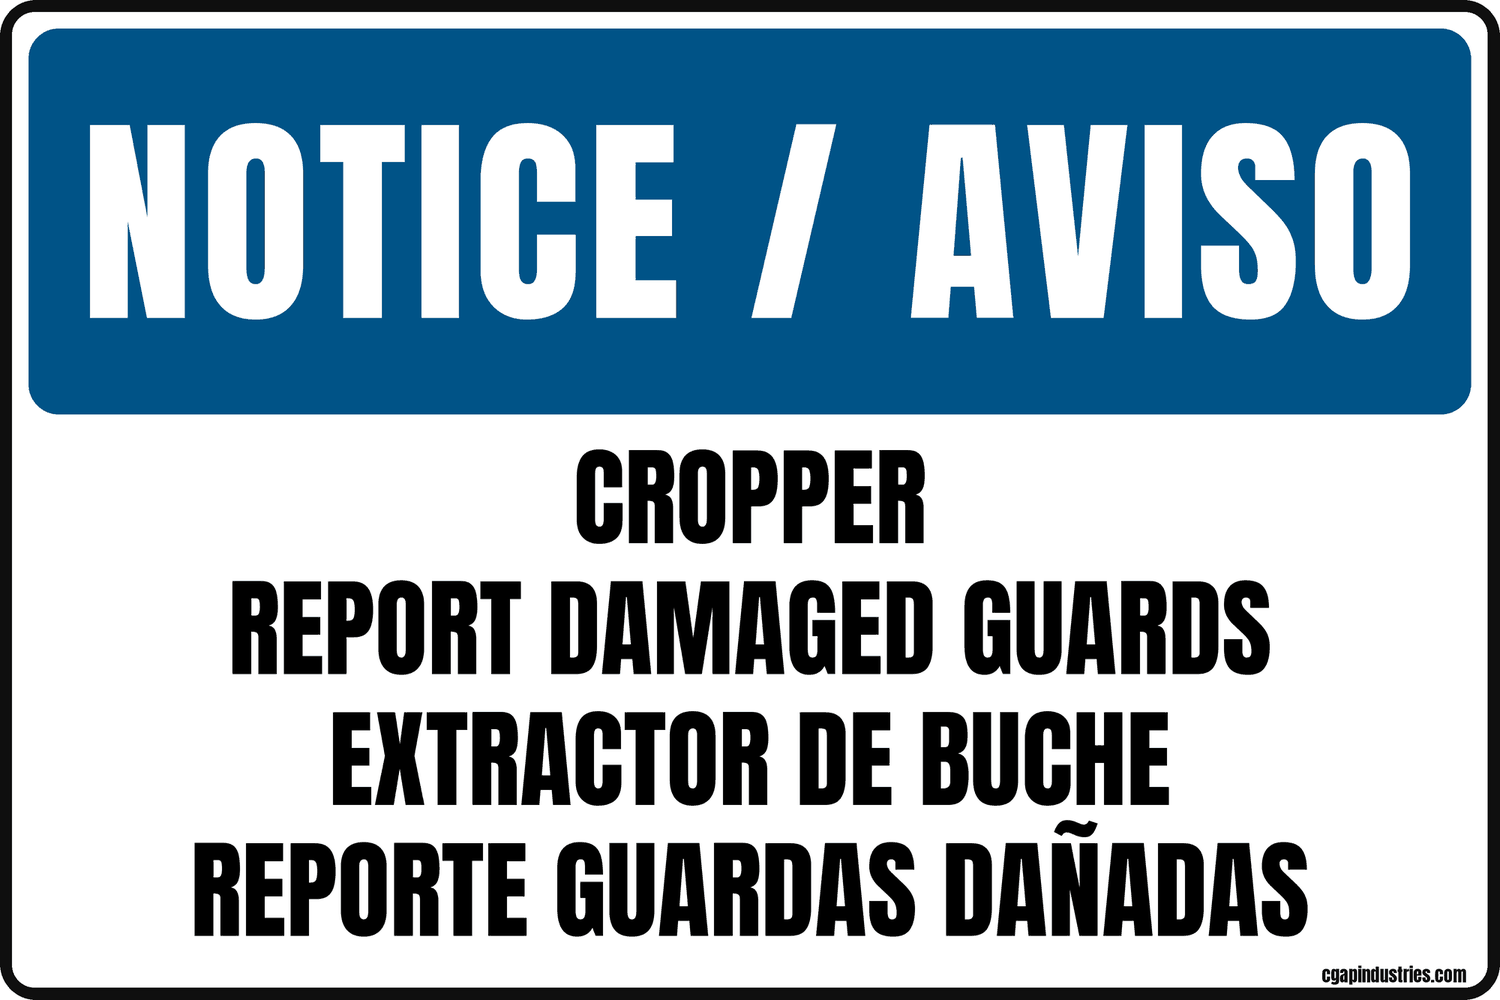 NOTICE / AVISO
CROPPER
REPORT DAMAGED GUARDS
EXTRACTOR DE BUCHE
REPORTE GUARDAS DAÑADAS
cgapindustries.com